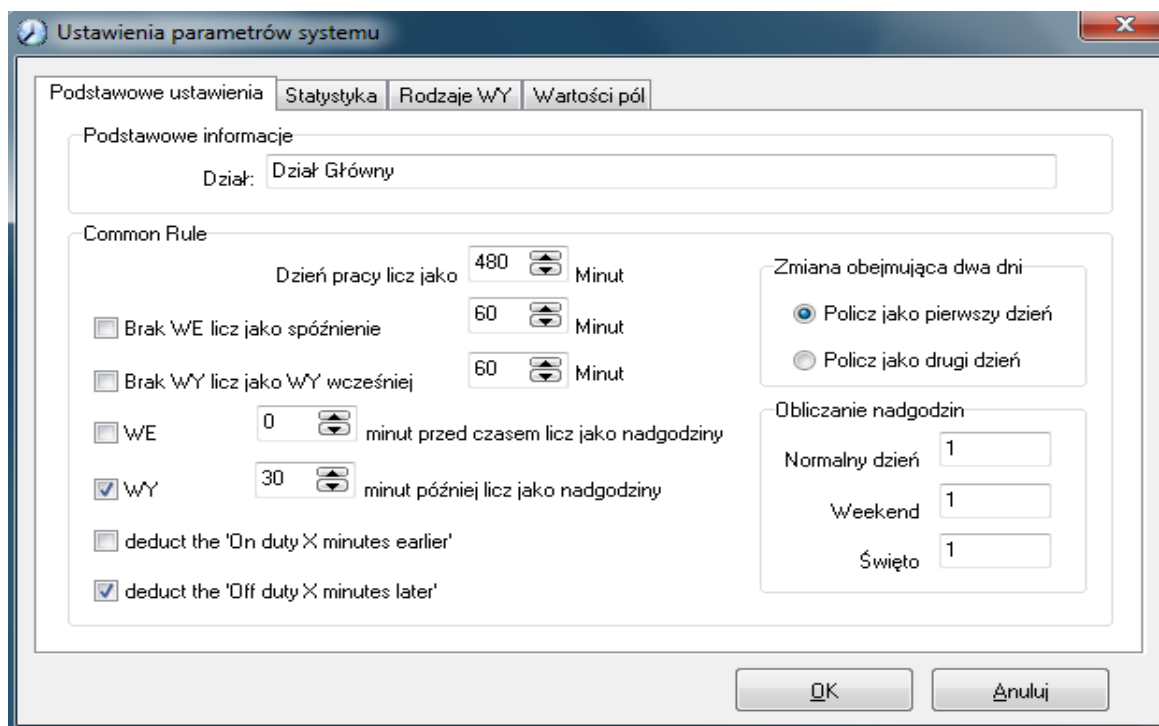 Ustawienia parametrów systemu
Podstawowe ustawienia Statystyka Rodzaje WY Wartości pól
Podstawowe informacje
Dział: Dział Główny
Common Rule
Dzień pracy licz jako 480 Minut
Brak WE licz jako spóźnienie 60 Minut
Brak WY licz jako WY wcześniej 60 Minut
WE 0 minut przed czasem licz jako nadgodziny
WY 30 minut później licz jako nadgodziny
deduct the 'On duty X minutes earlier'
deduct the 'Off duty X minutes later'
Zmiana obejmująca dwa dni
Policz jako pierwszy dzień
Policz jako drugi dzień
Obliczanie nadgodzin
Normalny dzień 1
Weekend 1
Święto 1
OK Anuluj